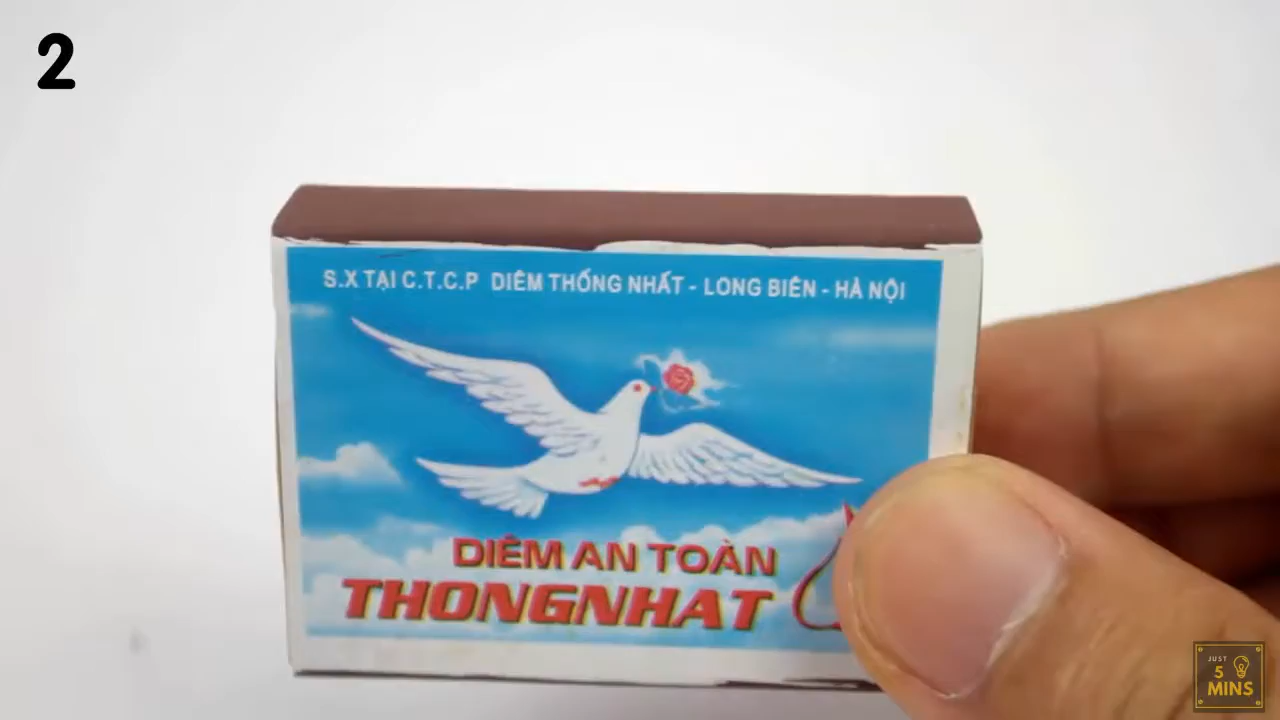 2
S.X TẠI C.T.C.P DIÊM THỐNG NHẤT - LONG BIÊN - HÀ NỘI
DIÊM AN TOÀN
THONGNHAT
JUST
5
MINS